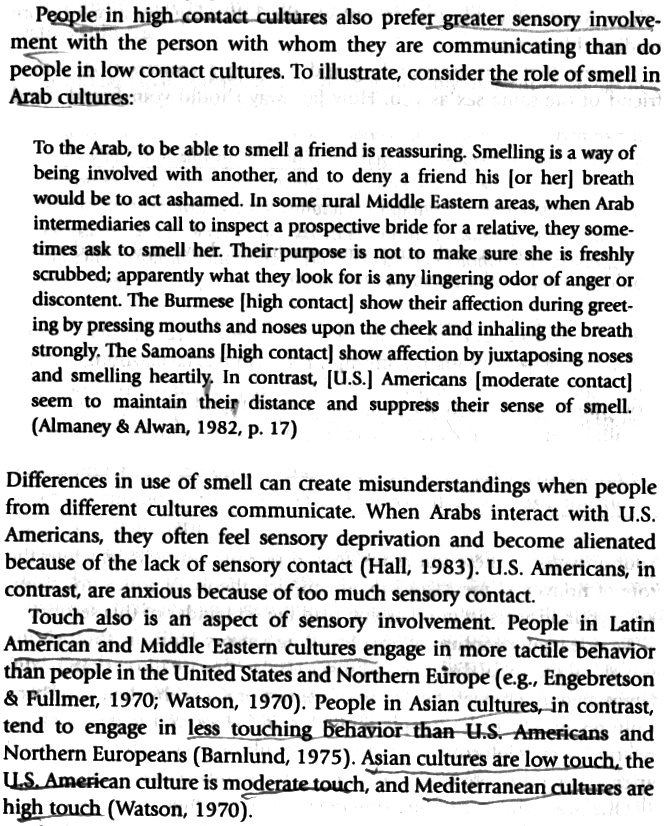 People in high contact cultures also prefer greater sensory involve-
ment with the person with whom they are communicating than do
people in low contact cultures. To illustrate, consider the role of smell in
Arab cultures:
To the Arab, to be able to smell a friend is reassuring. Smelling is a way of
being involved with another, and to deny a friend his [or her] breath
would be to act ashamed. In some rural Middle Eastern areas, when Arab
intermediaries call to inspect a prospective bride for a relative, they some-
times ask to smell her. Their purpose is not to make sure she is freshly
scrubbed; apparently what they look for is any lingering odor of anger or
discontent. The Burmese [high contact] show their affection during greet-
ing by pressing mouths and noses upon the cheek and inhaling the breath
strongly. The Samoans [high contact] show affection by juxtaposing noses
and smelling heartily. In contrast, [U.S.] Americans [moderate contact]
seem to maintain their distance and suppress their sense of smell.
(Almaney & Alwan, 1982, p. 17)
Differences in use of smell can create misunderstandings when people
from different cultures communicate. When Arabs interact with U.S.
Americans, they often feel sensory deprivation and become alienated
because of the lack of sensory contact (Hall, 1983). U.S. Americans, in
contrast, are anxious because of too much sensory contact.
Touch also is an aspect of sensory involvement. People in Latin
American and Middle Eastern cultures engage in more tactile behavior
than people in the United States and Northern Europe (e.g., Engebretson
& Fullmer, 1970; Watson, 1970). People in Asian cultures, in contrast,
tend to engage in less touching behavior than U.S. Americans and
Northern Europeans (Barnlund, 1975). Asian cultures are low touch, the
U.S. American culture is moderate touch, and Mediterranean cultures are
high touch (Watson, 1970).